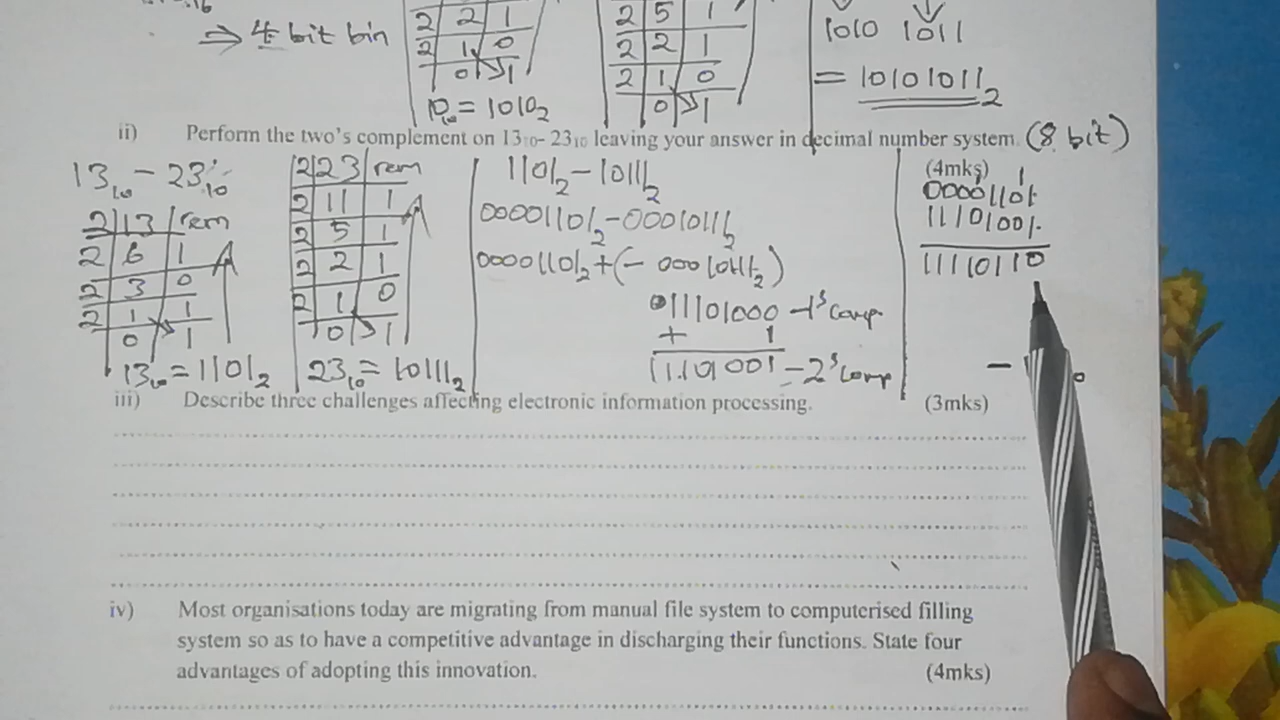 ⇒ 4 bit bin
2 2 1
2 1 0
0 1
10₁₀ = 1010₂
2 5 1
2 2 1
2 1 0
0 1
1010 1011
= 10101011₂
ii) Perform the two's complement on 13₁₀- 23₁₀ leaving your answer in decimal number system. (8 bit)
(4mks)
13₁₀ - 23₁₀
2 13 rem
2 6 1
2 3 0
2 1 1
0 1
13₁₀ = 1101₂
2 23 rem
2 11 1
2 5 1
2 2 1
2 1 0
0 1
23₁₀ = 10111₂
1101₂ - 10111₂
00001101₂ - 00010111₂
00001101₂ + (- 00010111₂)
11101000 - 1's comp
+ 1
11101001 - 2's comp
1 1
00001101
11101001
11110110
iii) Describe three challenges affecting electronic information processing. (3mks)
iv) Most organisations today are migrating from manual file system to computerised filling
system so as to have a competitive advantage in discharging their functions. State four
advantages of adopting this innovation. (4mks)